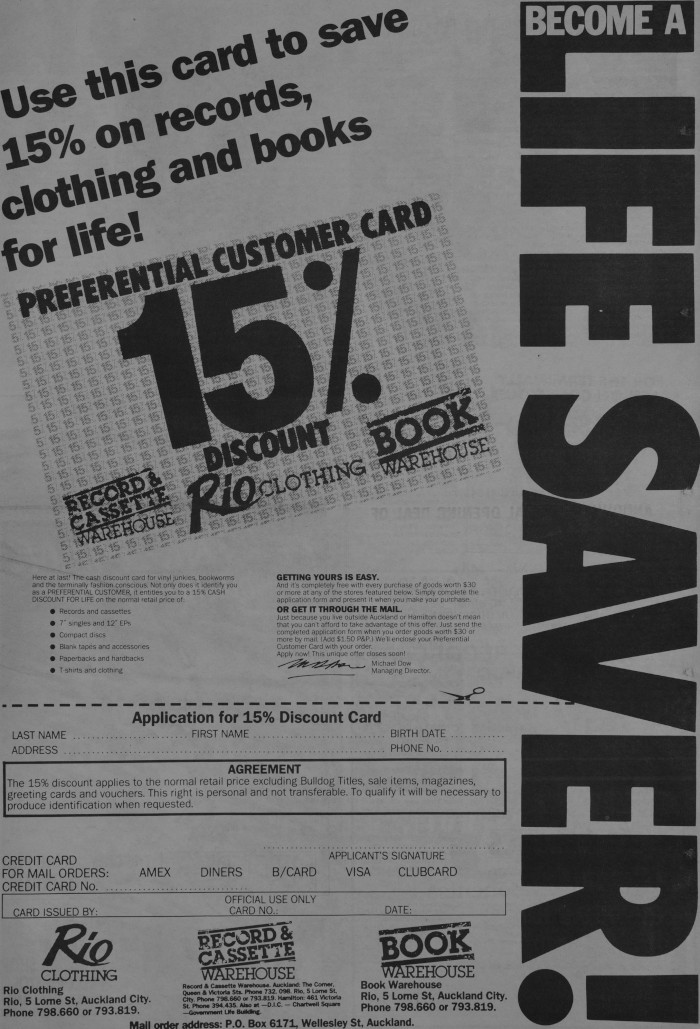 BECOME A
LIFE SAVER!
Use this card to save
15% on records,
clothing and books
for life!
PREFERENTIAL CUSTOMER CARD
15%
DISCOUNT
RECORD &
CASSETTE
WAREHOUSE
Rio CLOTHING
BOOK
WAREHOUSE
Here at last! The cash discount card for vinyl junkies, bookworms
and the terminally fashion conscious. Not only does it identify you
as a PREFERENTIAL CUSTOMER, it entitles you to a 15% CASH
DISCOUNT FOR LIFE on the normal retail price of:
● Records and cassettes
● 7" singles and 12" EPs
● Compact discs
● Blank tapes and accessories
● Paperbacks and hardbacks
● T shirts and clothing
GETTING YOURS IS EASY.
And it's completely free with every purchase of goods worth $30
or more at any of the stores featured below. Simply complete the
application form and present it when you make your purchase.
OR GET IT THROUGH THE MAIL.
Just because you live outside Auckland or Hamilton doesn't mean
that you can't afford to take advantage of this offer. Just send the
completed application form when you order goods worth $30 or
more by mail. (Add $1.50 P&P.) We'll enclose your Preferential
Customer Card with your order.
Apply now! This unique offer closes soon!
Michael Dow
Managing Director.
Application for 15% Discount Card
LAST NAME FIRST NAME BIRTH DATE
ADDRESS PHONE No.
AGREEMENT
The 15% discount applies to the normal retail price excluding Bulldog Titles, sale items, magazines,
greeting cards and vouchers. This right is personal and not transferable. To qualify it will be necessary to
produce identification when requested.
APPLICANT'S SIGNATURE
CREDIT CARD
FOR MAIL ORDERS: AMEX DINERS B/CARD VISA CLUBCARD
CREDIT CARD No.
OFFICIAL USE ONLY
CARD ISSUED BY: CARD NO.: DATE:
Rio
CLOTHING
Rio Clothing
Rio, 5 Lorne St, Auckland City.
Phone 798.660 or 793.819.
RECORD &
CASSETTE
WAREHOUSE
Record & Cassette Warehouse. Auckland: The Corner,
Queen & Victoria Sts. Phone 732. 098. Rio, 5 Lorne St,
City. Phone 798.660 or 793.819. Hamilton: 461 Victoria
St. Phone 394.435. Also at —D.I.C. — Chartwell Square
—Government Life Building.
BOOK
WAREHOUSE
Book Warehouse
Rio, 5 Lorne St, Auckland City.
Phone 798.660 or 793.819.
Mail order address: P.O. Box 6171, Wellesley St, Auckland.